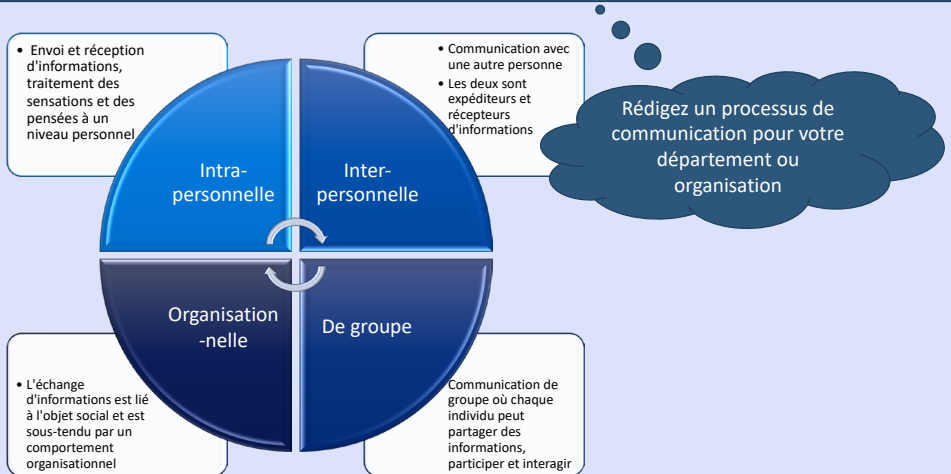 • Envoi et réception
d'informations,
traitement des
sensations et des
pensées à un
niveau personnel
• Communication avec
une autre personne
• Les deux sont
expéditeurs et
récepteurs
d'informations
Rédigez un processus de
communication pour votre
département ou
organisation
Intra-
personnelle
Inter-
personnelle
Organisation
-nelle
De groupe
• L'échange
d'informations est lié
à l'objet social et est
sous-tendu par un
comportement
organisationnel
Communication de
groupe où chaque
individu peut
partager des
informations,
participer et interagir